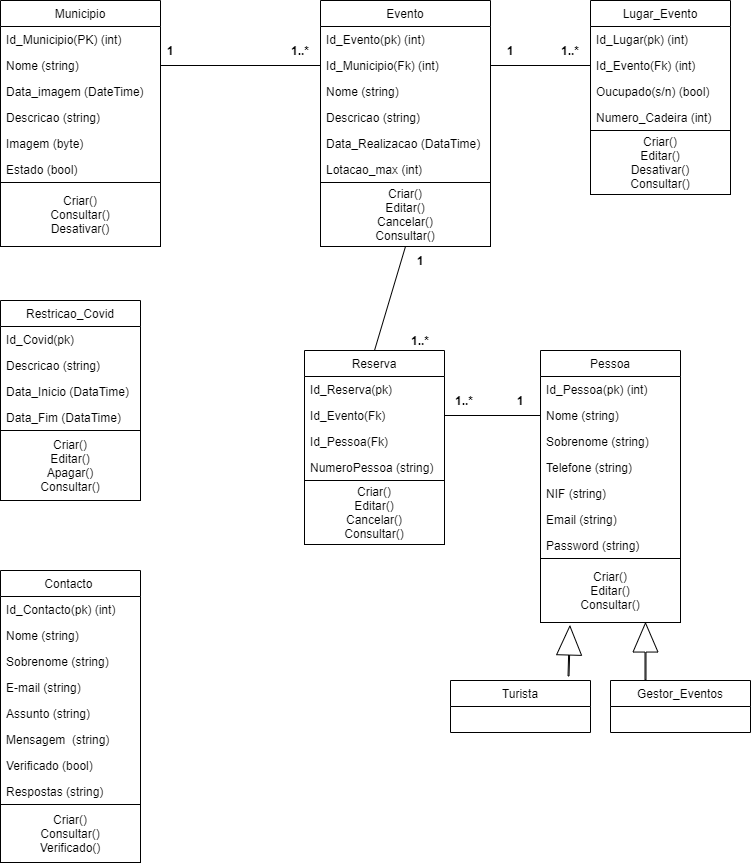 Municipio
Id_Municipio(PK) (int)
Nome (string)
Data_imagem (DateTime)
Descricao (string)
Imagem (byte)
Estado (bool)
Criar()
Consultar()
Desativar()
1
1..*
Evento
Id_Evento(pk) (int)
Id_Municipio(Fk) (int)
Nome (string)
Descricao (string)
Data_Realizacao (DateTime)
Lotacao_max (int)
Criar()
Editar()
Cancelar()
Consultar()
1
1..*
Lugar_Evento
Id_Lugar(pk) (int)
Id_Evento(Fk) (int)
Oucupado(s/n) (bool)
Numero_Cadeira (int)
Criar()
Editar()
Desativar()
Consultar()
1
1..*
Restricao_Covid
Id_Covid(pk)
Descricao (string)
Data_Inicio (DateTime)
Data_Fim (DateTime)
Criar()
Editar()
Apagar()
Consultar()
Reserva
Id_Reserva(pk)
Id_Evento(Fk)
Id_Pessoa(Fk)
NumeroPessoa (string)
Criar()
Editar()
Cancelar()
Consultar()
1..*
1
Pessoa
Id_Pessoa(pk) (int)
Nome (string)
Sobrenome (string)
Telefone (string)
NIF (string)
Email (string)
Password (string)
Criar()
Editar()
Consultar()
Contacto
Id_Contacto(pk) (int)
Nome (string)
Sobrenome (string)
E-mail (string)
Assunto (string)
Mensagem (string)
Verificado (bool)
Respostas (string)
Criar()
Consultar()
Verificado()
Turista
Gestor_Eventos